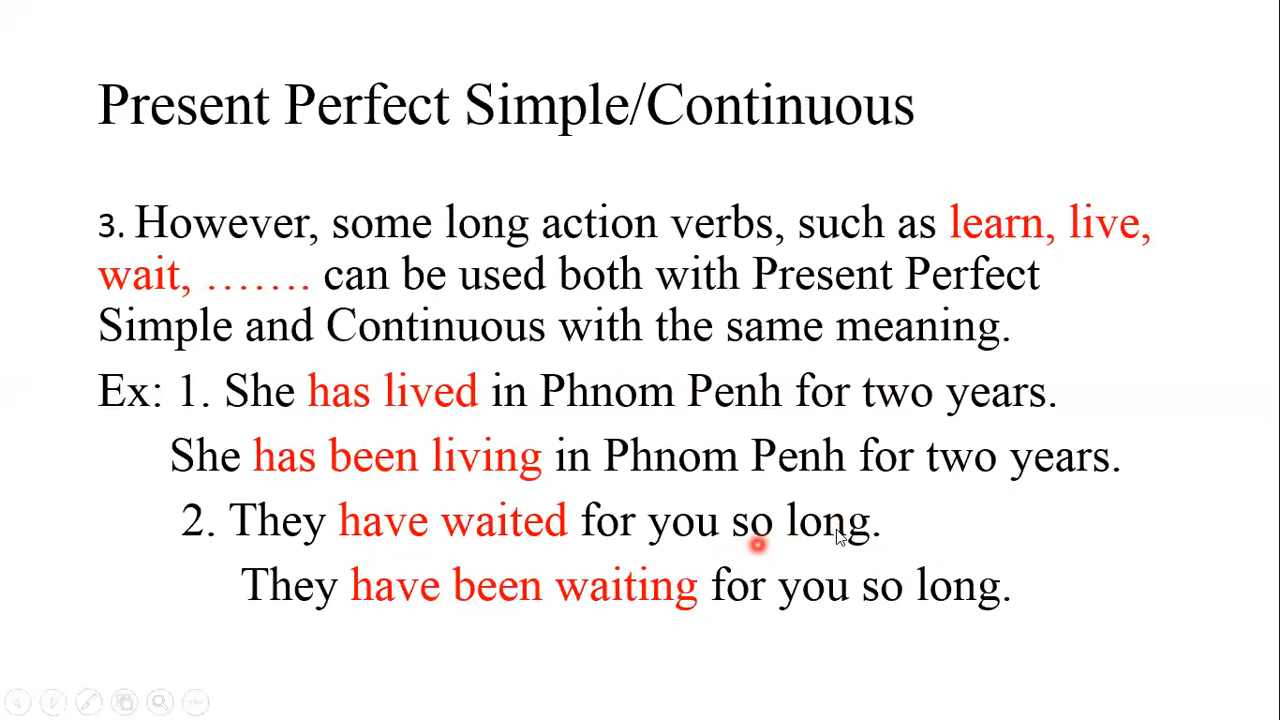 Present Perfect Simple/Continuous
3. However, some long action verbs, such as learn, live,
wait, ……. can be used both with Present Perfect
Simple and Continuous with the same meaning.
Ex: 1. She has lived in Phnom Penh for two years.
She has been living in Phnom Penh for two years.
2. They have waited for you so long.
They have been waiting for you so long.